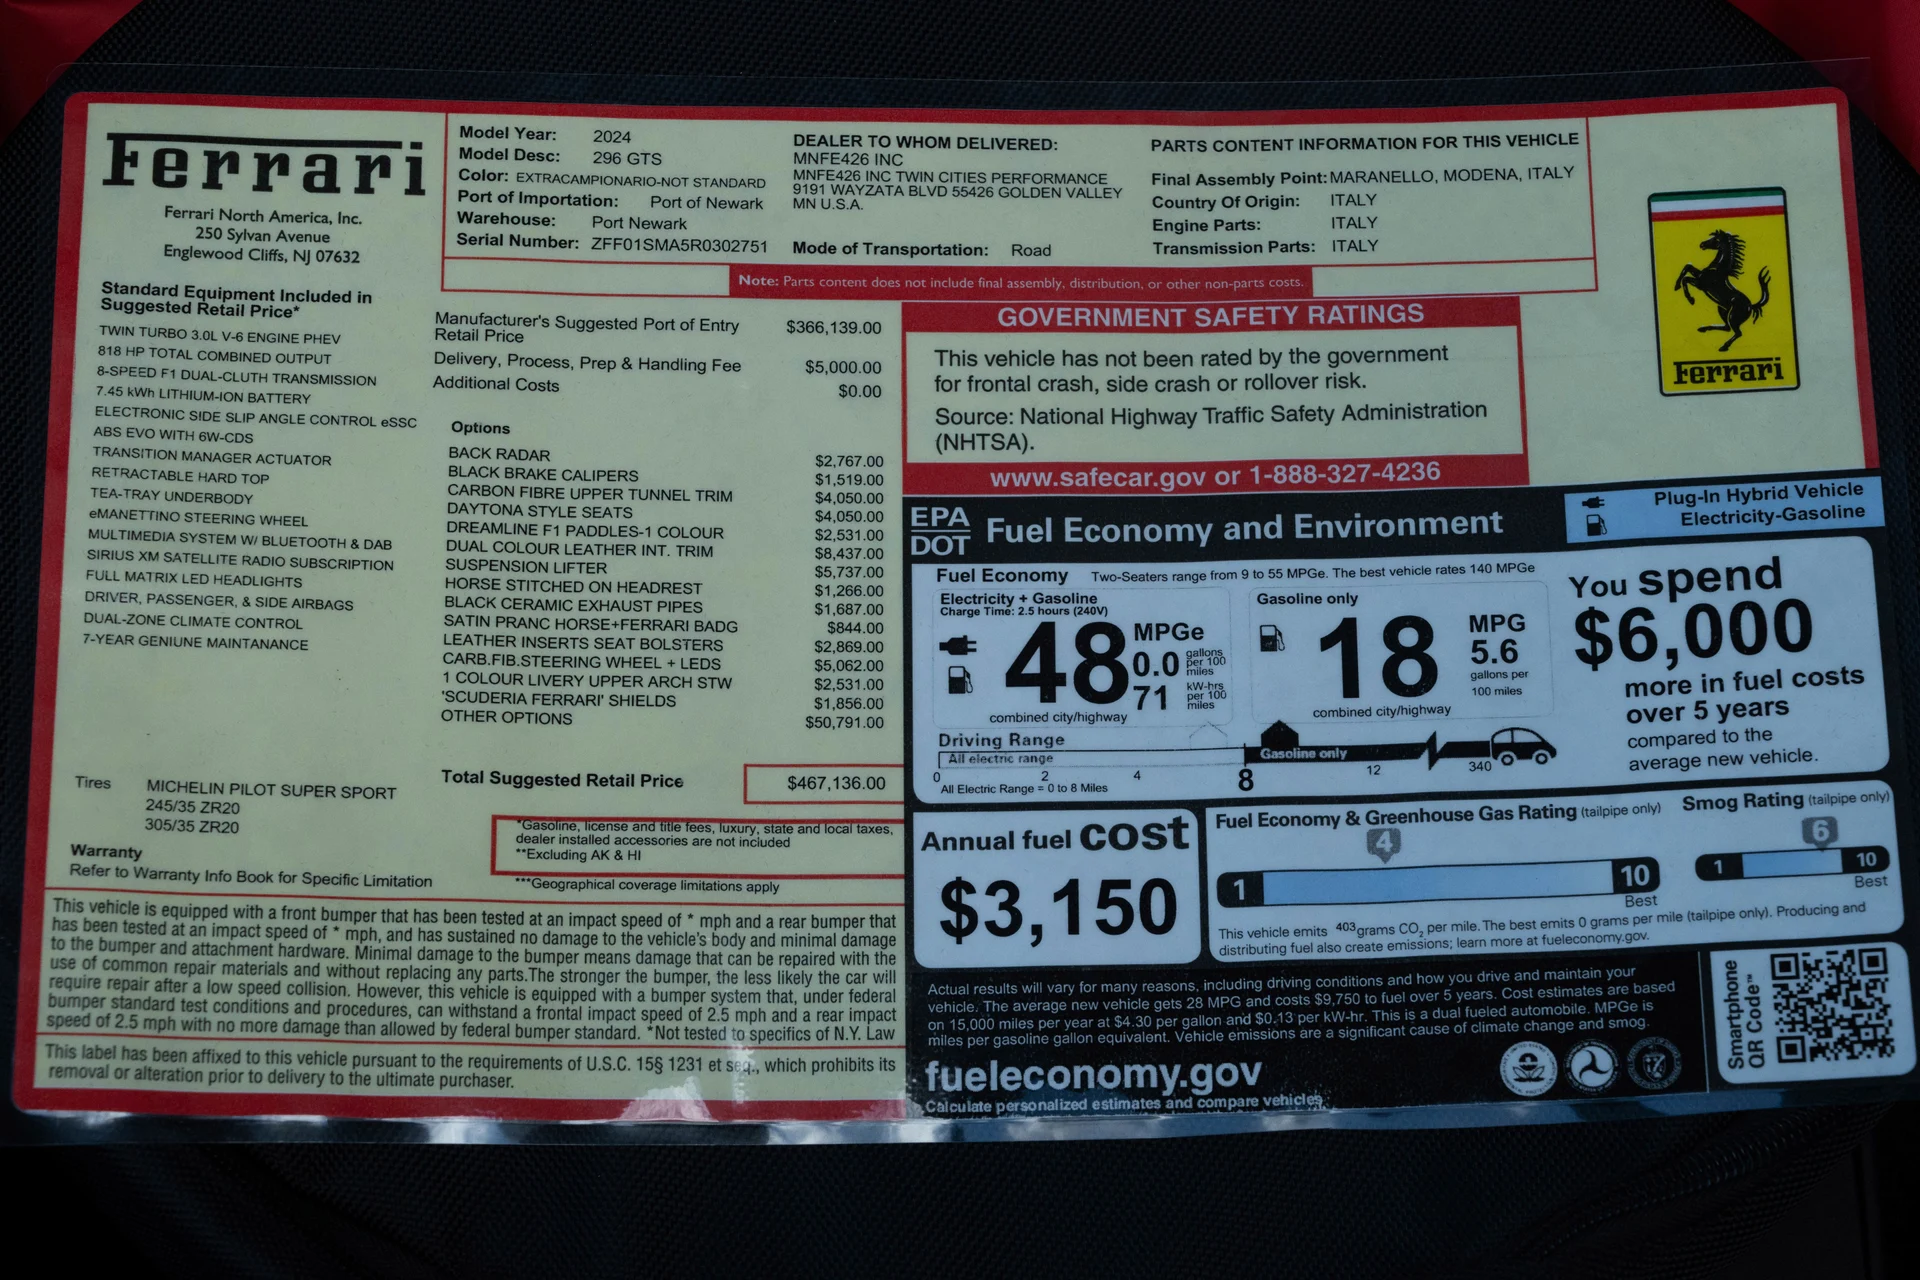 Ferrari
Ferrari North America, Inc.
250 Sylvan Avenue
Englewood Cliffs, NJ 07632
Model Year: 2024
Model Desc: 296 GTS
Color: EXTRACAMPIONARIO-NOT STANDARD
Port of Importation: Port of Newark
Warehouse: Port Newark
Serial Number: ZFF01SMA5R0302751
DEALER TO WHOM DELIVERED:
MNFE426 INC
MNFE426 INC TWIN CITIES PERFORMANCE
9191 WAYZATA BLVD 55426 GOLDEN VALLEY
MN U.S.A.
Mode of Transportation: Road
PARTS CONTENT INFORMATION FOR THIS VEHICLE
Final Assembly Point: MARANELLO, MODENA, ITALY
Country Of Origin: ITALY
Engine Parts: ITALY
Transmission Parts: ITALY
Note: Parts content does not include final assembly, distribution, or other non-parts costs.
Ferrari
Standard Equipment Included in
Suggested Retail Price*
TWIN TURBO 3.0L V-6 ENGINE PHEV
818 HP TOTAL COMBINED OUTPUT
8-SPEED F1 DUAL-CLUTH TRANSMISSION
7.45 kWh LITHIUM-ION BATTERY
ELECTRONIC SIDE SLIP ANGLE CONTROL eSSC
ABS EVO WITH 6W-CDS
TRANSITION MANAGER ACTUATOR
RETRACTABLE HARD TOP
TEA-TRAY UNDERBODY
eMANETTINO STEERING WHEEL
MULTIMEDIA SYSTEM W/ BLUETOOTH & DAB
SIRIUS XM SATELLITE RADIO SUBSCRIPTION
FULL MATRIX LED HEADLIGHTS
DRIVER, PASSENGER, & SIDE AIRBAGS
DUAL-ZONE CLIMATE CONTROL
7-YEAR GENIUNE MAINTANANCE
Tires MICHELIN PILOT SUPER SPORT
245/35 ZR20
305/35 ZR20
Warranty
Refer to Warranty Info Book for Specific Limitation
Manufacturer's Suggested Port of Entry
Retail Price $366,139.00
Delivery, Process, Prep & Handling Fee $5,000.00
Additional Costs $0.00
Options
BACK RADAR $2,767.00
BLACK BRAKE CALIPERS $1,519.00
CARBON FIBRE UPPER TUNNEL TRIM $4,050.00
DAYTONA STYLE SEATS $4,050.00
DREAMLINE F1 PADDLES-1 COLOUR $2,531.00
DUAL COLOUR LEATHER INT. TRIM $8,437.00
SUSPENSION LIFTER $5,737.00
HORSE STITCHED ON HEADREST $1,266.00
BLACK CERAMIC EXHAUST PIPES $1,687.00
SATIN PRANC HORSE+FERRARI BADG $844.00
LEATHER INSERTS SEAT BOLSTERS $2,869.00
CARB.FIB.STEERING WHEEL + LEDS $5,062.00
1 COLOUR LIVERY UPPER ARCH STW $2,531.00
'SCUDERIA FERRARI' SHIELDS $1,856.00
OTHER OPTIONS $50,791.00
Total Suggested Retail Price $467,136.00
*Gasoline, license and title fees, luxury, state and local taxes,
dealer installed accessories are not included
**Excluding AK & HI
***Geographical coverage limitations apply
This vehicle is equipped with a front bumper that has been tested at an impact speed of * mph and a rear bumper that
has been tested at an impact speed of * mph, and has sustained no damage to the vehicle's body and minimal damage
to the bumper and attachment hardware. Minimal damage to the bumper means damage that can be repaired with the
use of common repair materials and without replacing any parts.The stronger the bumper, the less likely the car will
require repair after a low speed collision. However, this vehicle is equipped with a bumper system that, under federal
bumper standard test conditions and procedures, can withstand a frontal impact speed of 2.5 mph and a rear impact
speed of 2.5 mph with no more damage than allowed by federal bumper standard. *Not tested to specifics of N.Y. Law
This label has been affixed to this vehicle pursuant to the requirements of U.S.C. 15§ 1231 et seq., which prohibits its
removal or alteration prior to delivery to the ultimate purchaser.
GOVERNMENT SAFETY RATINGS
This vehicle has not been rated by the government
for frontal crash, side crash or rollover risk.
Source: National Highway Traffic Safety Administration
(NHTSA).
www.safecar.gov or 1-888-327-4236
EPA
DOT
Fuel Economy and Environment
Plug-In Hybrid Vehicle
Electricity-Gasoline
Fuel Economy Two-Seaters range from 9 to 55 MPGe. The best vehicle rates 140 MPGe
Electricity + Gasoline
Charge Time: 2.5 hours (240V)
48 MPGe
0.0 gallons per 100 miles
71 kW-hrs per 100 miles
combined city/highway
Gasoline only
18 MPG
5.6 gallons per 100 miles
combined city/highway
You spend
$6,000
more in fuel costs
over 5 years
compared to the
average new vehicle.
Driving Range
All electric range Gasoline only
0 2 4 8 12 340
All Electric Range = 0 to 8 Miles
Annual fuel cost
$3,150
Fuel Economy & Greenhouse Gas Rating (tailpipe only)
4
1 10
Best
Smog Rating (tailpipe only)
6
1 10
Best
This vehicle emits 403 grams CO2 per mile. The best emits 0 grams per mile (tailpipe only). Producing and
distributing fuel also create emissions; learn more at fueleconomy.gov.
Actual results will vary for many reasons, including driving conditions and how you drive and maintain your
vehicle. The average new vehicle gets 28 MPG and costs $9,750 to fuel over 5 years. Cost estimates are based
on 15,000 miles per year at $4.30 per gallon and $0.13 per kW-hr. This is a dual fueled automobile. MPGe is
miles per gasoline gallon equivalent. Vehicle emissions are a significant cause of climate change and smog.
fueleconomy.gov
Calculate personalized estimates and compare vehicles
Smartphone
QR Code™